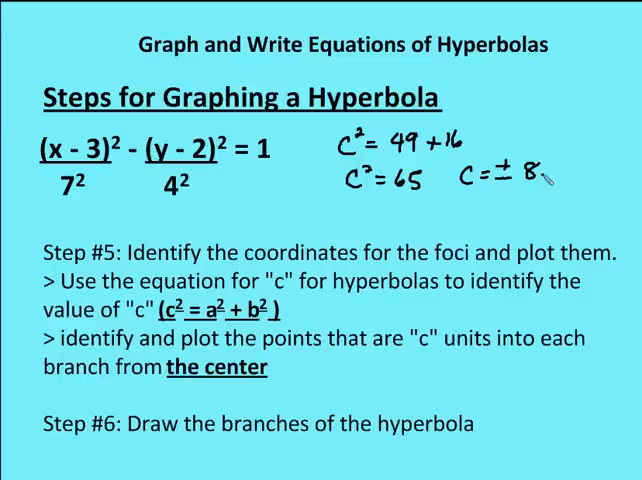 Graph and Write Equations of Hyperbolas
Steps for Graphing a Hyperbola
(x - 3)² - (y - 2)² = 1
7² 4²
c² = 49 + 16
c² = 65 c = ± 8.
Step #5: Identify the coordinates for the foci and plot them.
> Use the equation for "c" for hyperbolas to identify the
value of "c" (c² = a² + b² )
> identify and plot the points that are "c" units into each
branch from the center
Step #6: Draw the branches of the hyperbola